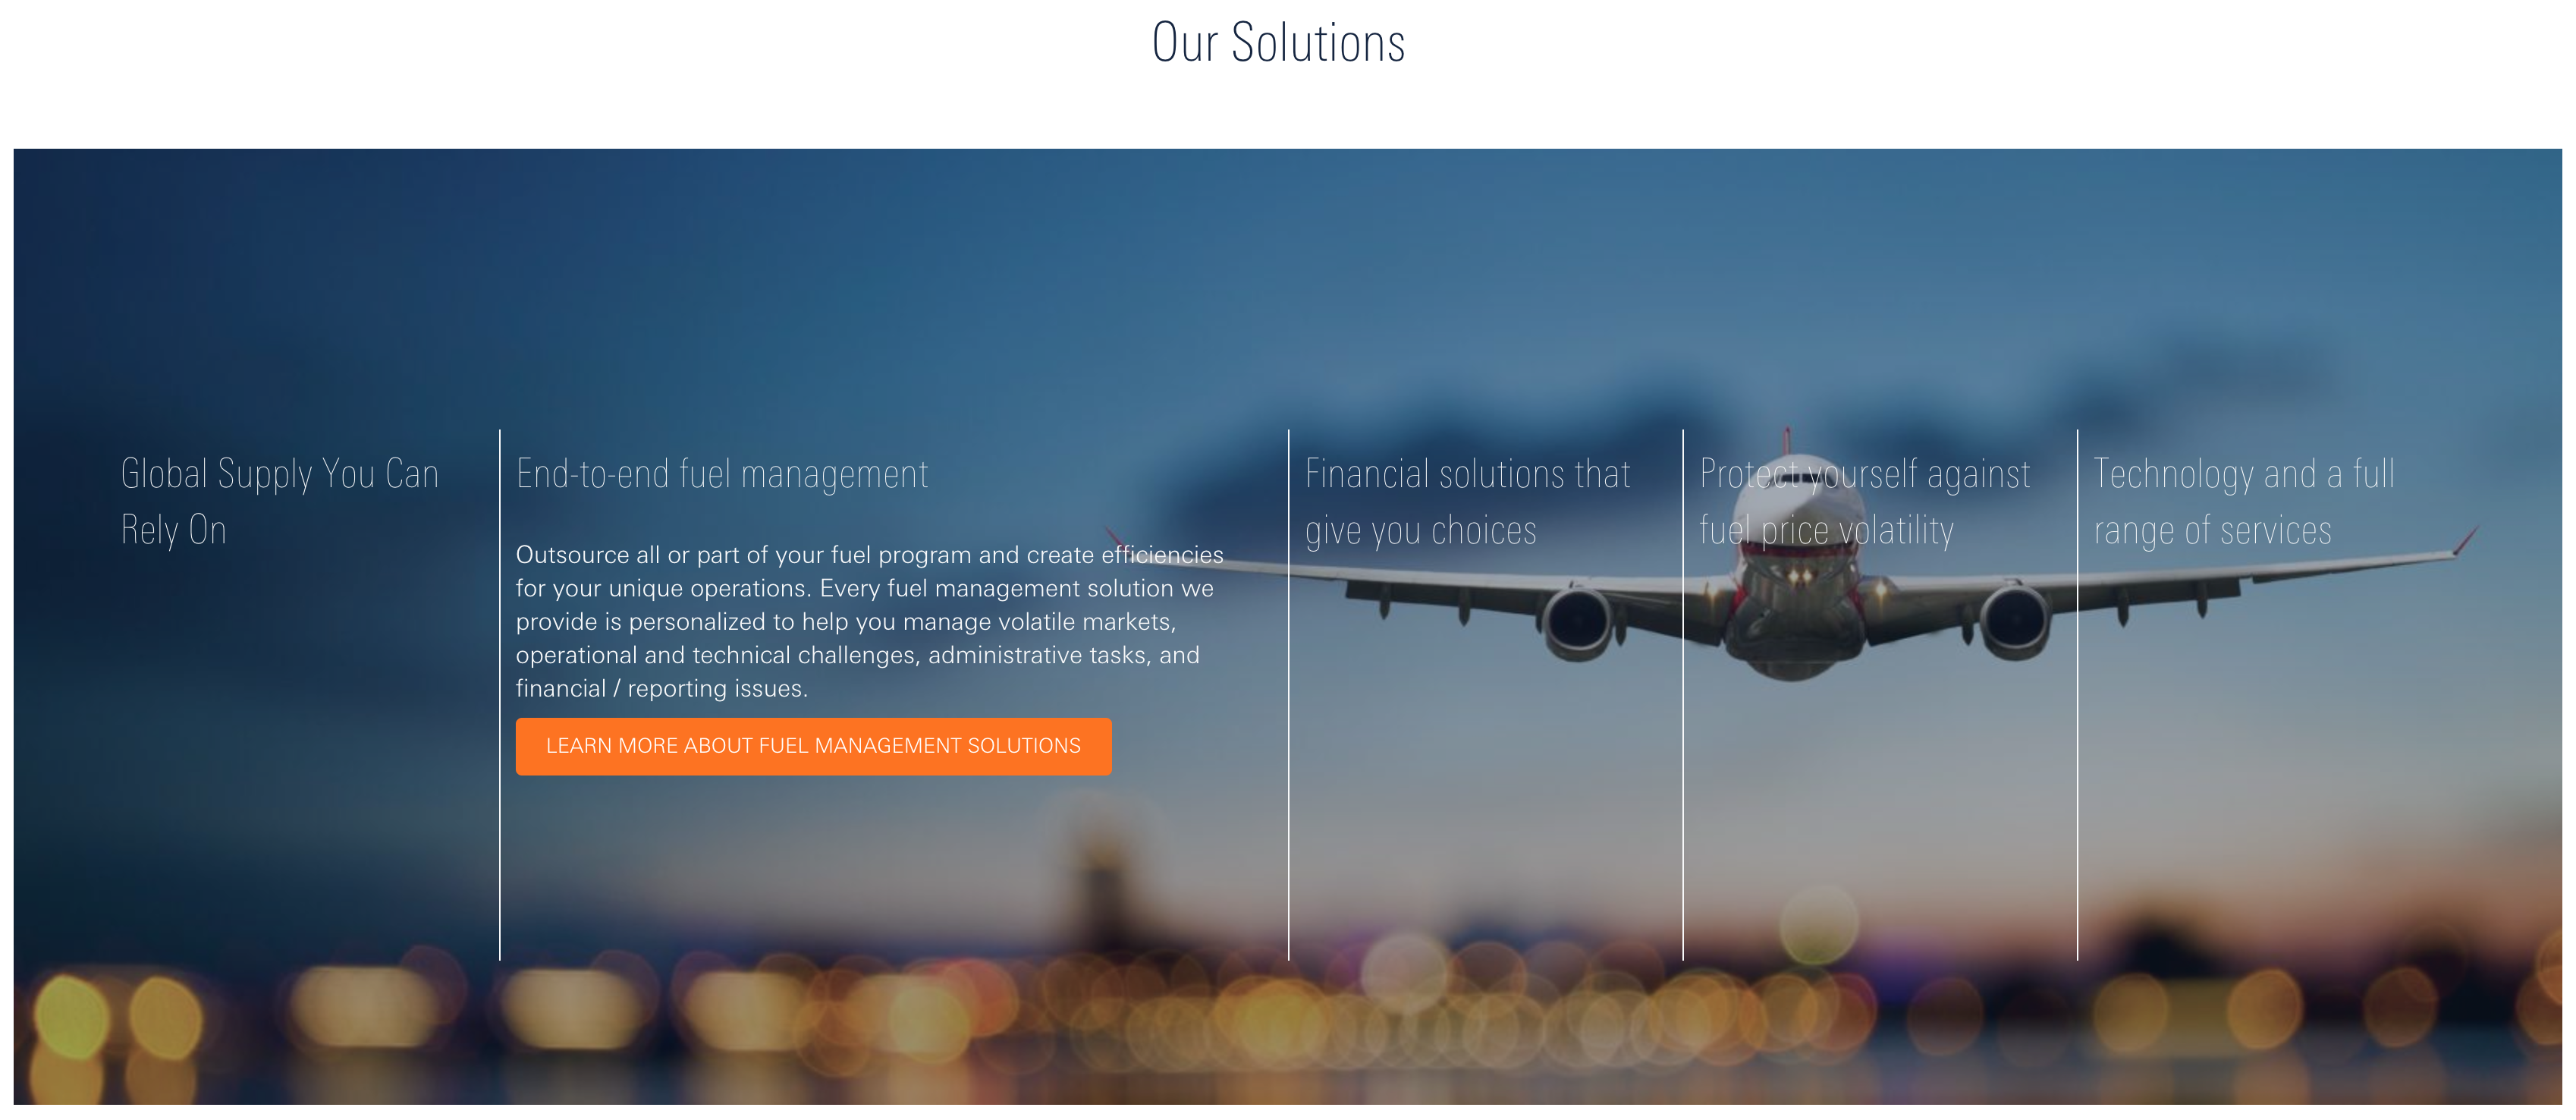 Our Solutions
Global Supply You Can
Rely On
End-to-end fuel management
Outsource all or part of your fuel program and create efficiencies
for your unique operations. Every fuel management solution we
provide is personalized to help you manage volatile markets,
operational and technical challenges, administrative tasks, and
financial / reporting issues.
LEARN MORE ABOUT FUEL MANAGEMENT SOLUTIONS
Financial solutions that
give you choices
Protect yourself against
fuel price volatility
Technology and a full
range of services